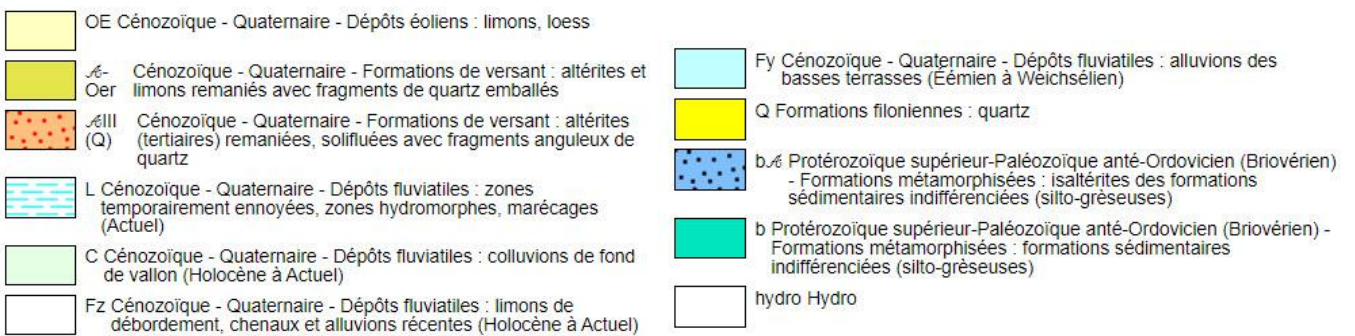 OE Cénozoïque - Quaternaire - Dépôts éoliens : limons, loess
Æ- Cénozoïque - Quaternaire - Formations de versant : altérites et
Oer limons remaniés avec fragments de quartz emballés
ÆIII Cénozoïque - Quaternaire - Formations de versant : altérites
(Q) (tertiaires) remaniées, solifluées avec fragments anguleux de
quartz
L Cénozoïque - Quaternaire - Dépôts fluviatiles : zones
temporairement ennoyées, zones hydromorphes, marécages
(Actuel)
C Cénozoïque - Quaternaire - Dépôts fluviatiles : colluvions de fond
de vallon (Holocène à Actuel)
Fz Cénozoïque - Quaternaire - Dépôts fluviatiles : limons de
débordement, chenaux et alluvions récentes (Holocène à Actuel)
Fy Cénozoïque - Quaternaire - Dépôts fluviatiles : alluvions des
basses terrasses (Eémien à Weichsélien)
Q Formations filoniennes : quartz
bÆ Protérozoïque supérieur-Paléozoïque anté-Ordovicien (Briovérien)
- Formations métamorphisées : isaltérites des formations
sédimentaires indifférenciées (silto-grèseuses)
b Protérozoïque supérieur-Paléozoïque anté-Ordovicien (Briovérien) -
Formations métamorphisées : formations sédimentaires
indifférenciées (silto-grèseuses)
hydro Hydro